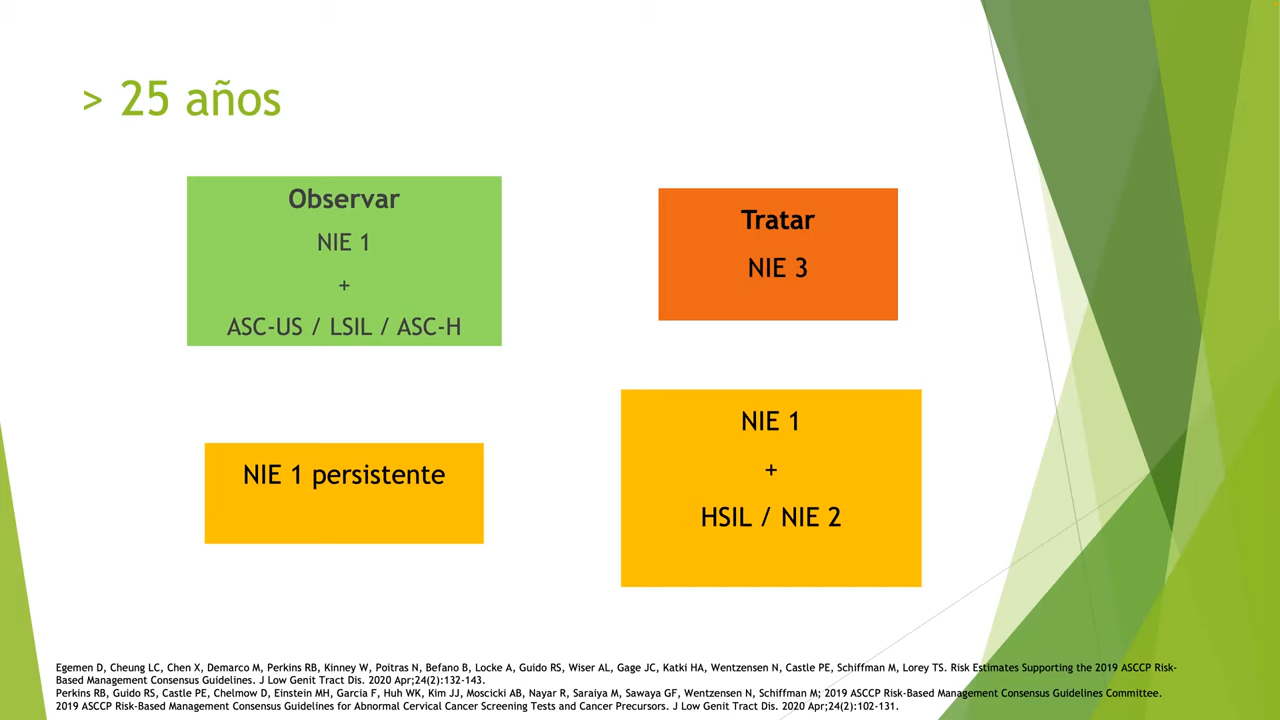 > 25 años
Observar
NIE 1
+
ASC-US / LSIL / ASC-H
Tratar
NIE 3
NIE 1 persistente
NIE 1
+
HSIL / NIE 2
Egemen D, Cheung LC, Chen X, Demarco M, Perkins RB, Kinney W, Poitras N, Befano B, Locke A, Guido RS, Wiser AL, Gage JC, Katki HA, Wentzensen N, Castle PE, Schiffman M, Lorey TS. Risk Estimates Supporting the 2019 ASCCP Risk-
Based Management Consensus Guidelines. J Low Genit Tract Dis. 2020 Apr;24(2):132-143.
Perkins RB, Guido RS, Castle PE, Chelmow D, Einstein MH, Garcia F, Huh WK, Kim JJ, Moscicki AB, Nayar R, Saraiya M, Sawaya GF, Wentzensen N, Schiffman M; 2019 ASCCP Risk-Based Management Consensus Guidelines Committee.
2019 ASCCP Risk-Based Management Consensus Guidelines for Abnormal Cervical Cancer Screening Tests and Cancer Precursors. J Low Genit Tract Dis. 2020 Apr;24(2):102-131.